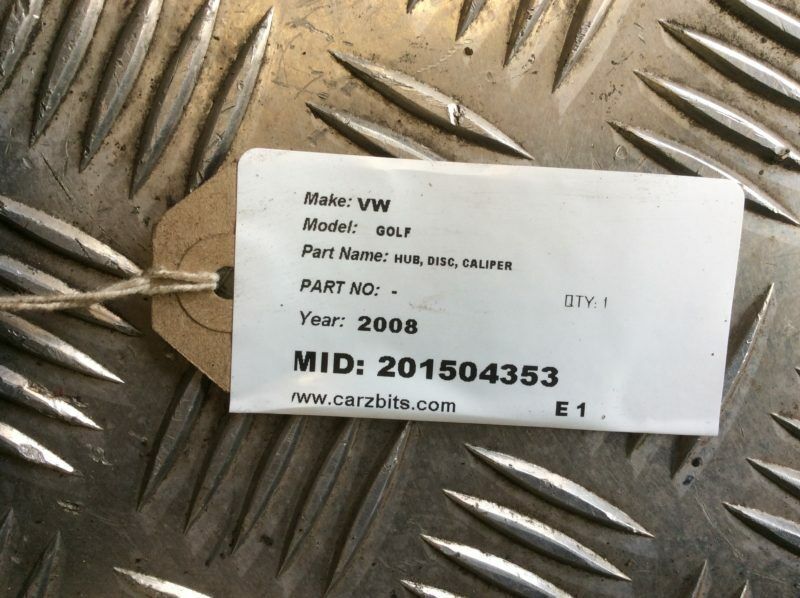 Make: VW
Model: GOLF
Part Name: HUB, DISC, CALIPER
PART NO: -
QTY: 1
Year: 2008
MID: 201504353
/ww.carzbits.com E 1